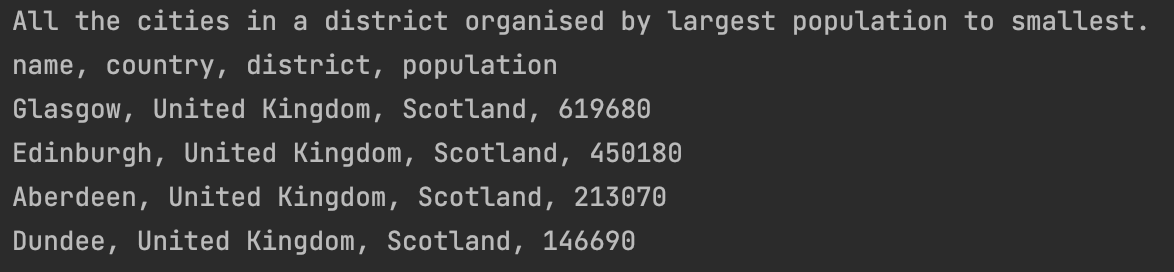 All the cities in a district organised by largest population to smallest.
name, country, district, population
Glasgow, United Kingdom, Scotland, 619680
Edinburgh, United Kingdom, Scotland, 450180
Aberdeen, United Kingdom, Scotland, 213070
Dundee, United Kingdom, Scotland, 146690